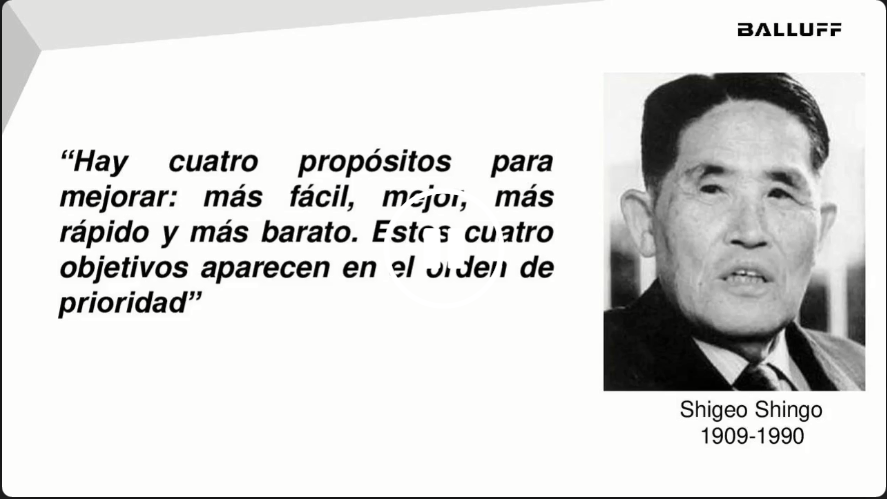 BALLUFF
“Hay cuatro propósitos para
mejorar: más fácil, mejor, más
rápido y más barato. Estos cuatro
objetivos aparecen en el orden de
prioridad”
Shigeo Shingo
1909-1990